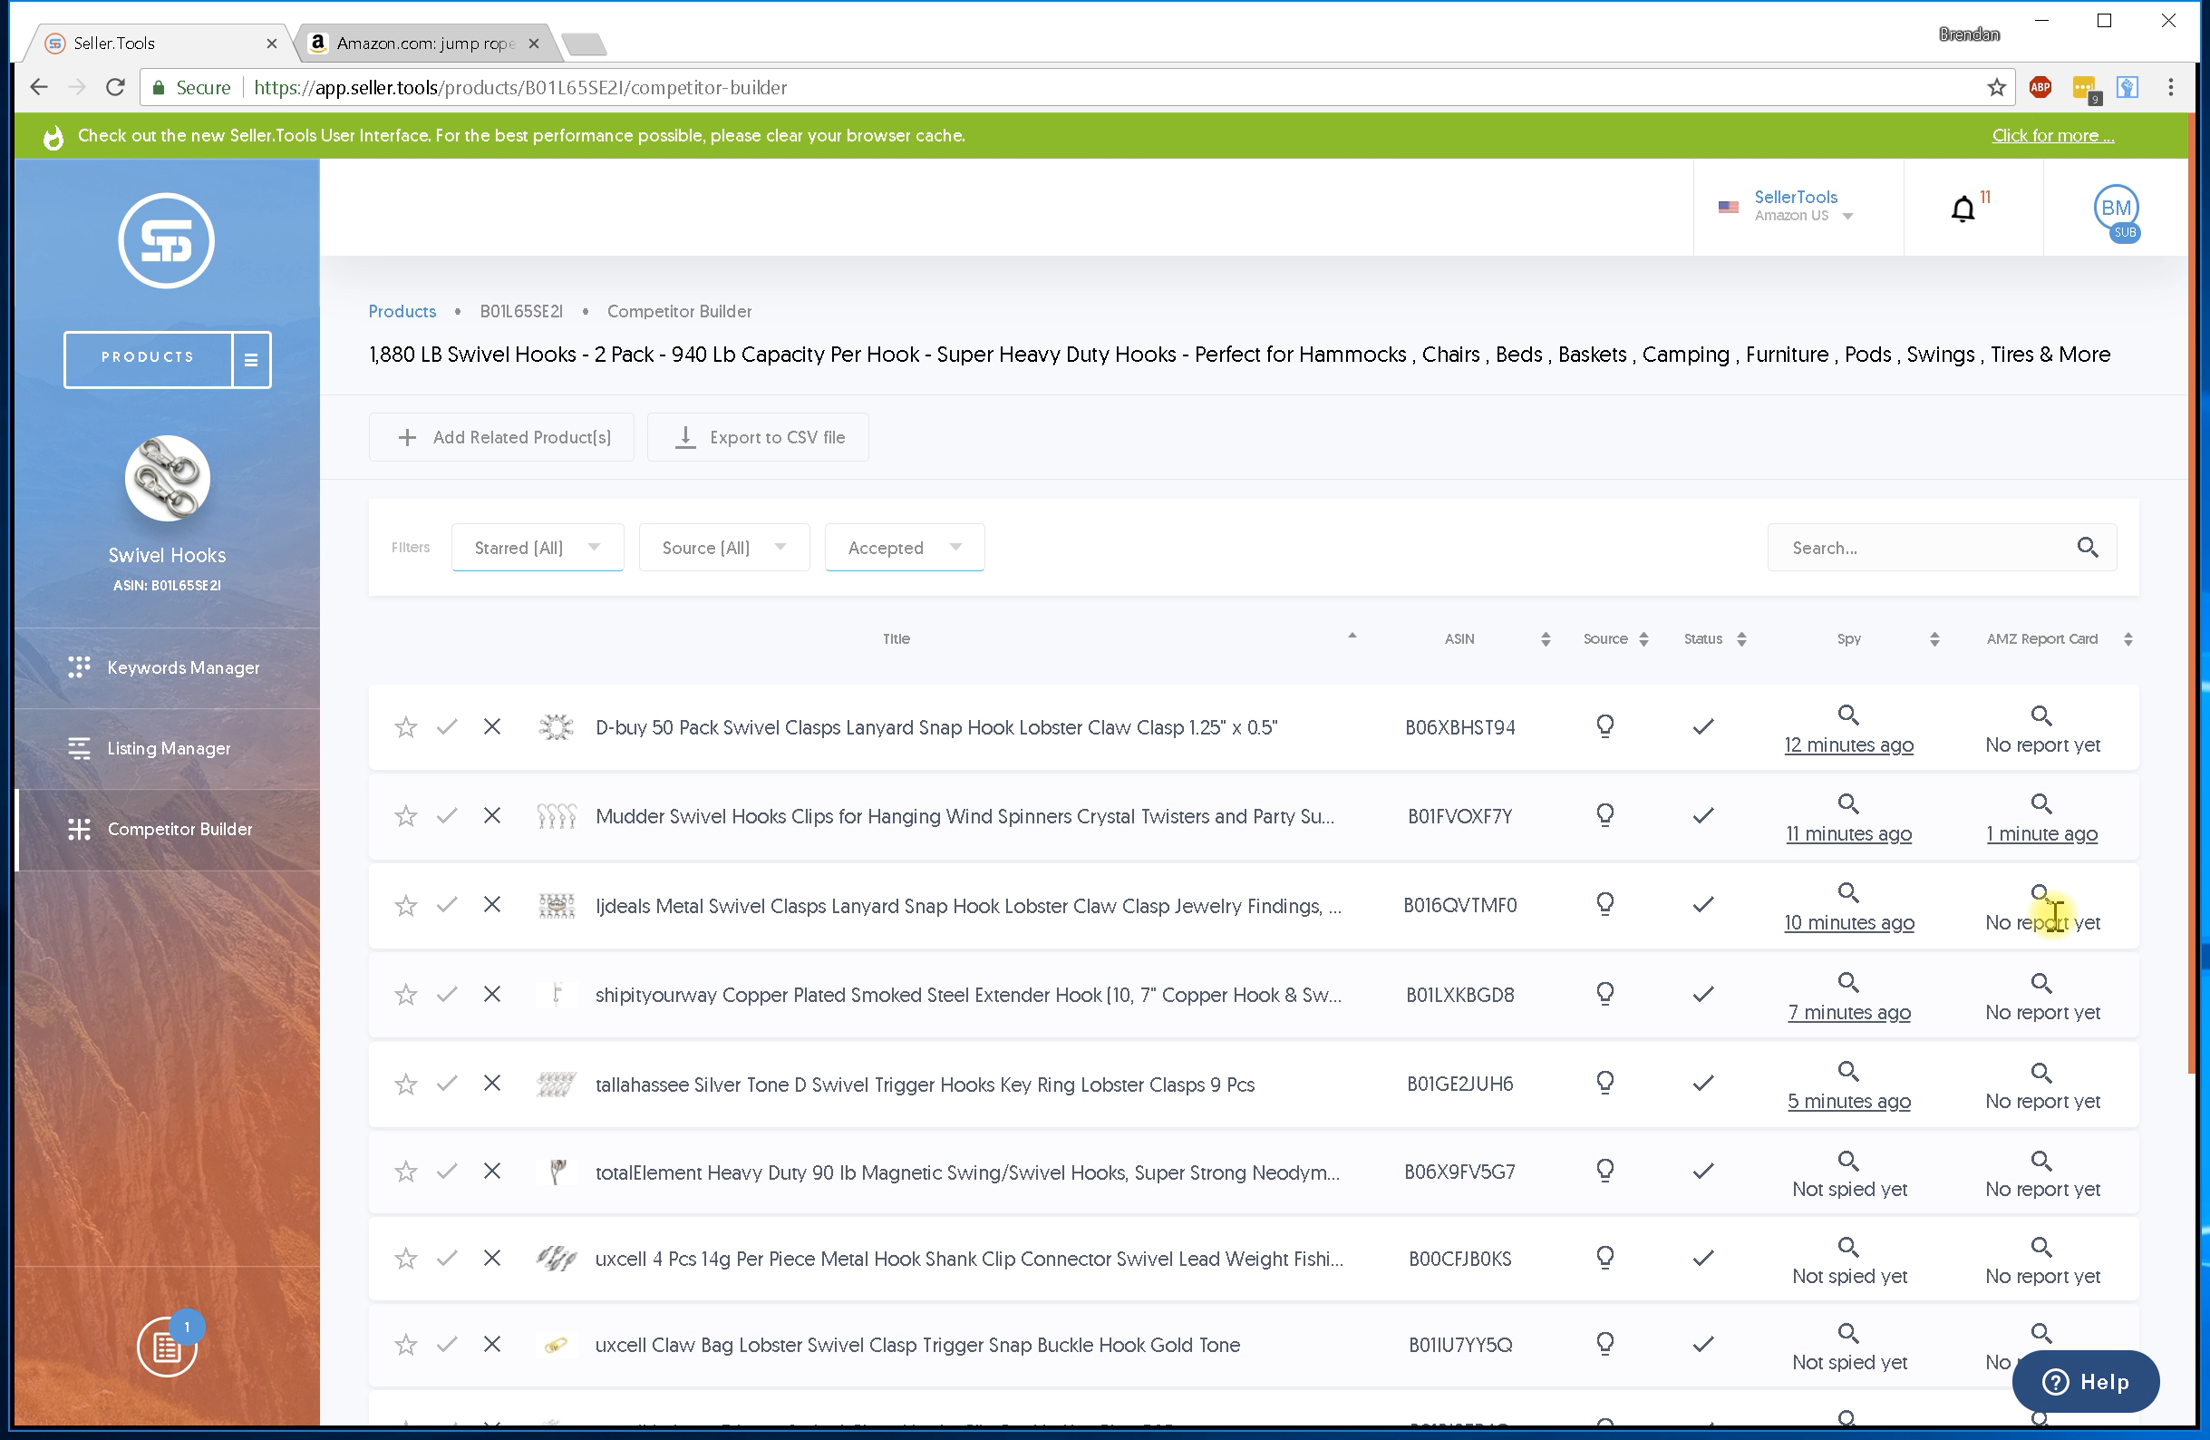 Seller.Tools
Amazon.com: jump rope
Brendan
Secure
https://app.seller.tools/products/B01L65SE2I/competitor-builder
ABP
9
Check out the new Seller.Tools User Interface. For the best performance possible, please clear your browser cache.
Click for more ...
SellerTools
Amazon US
11
BM
SUB
PRODUCTS
Swivel Hooks
ASIN: B01L65SE2I
Keywords Manager
Listing Manager
Competitor Builder
1
Products • B01L65SE2I • Competitor Builder
1,880 LB Swivel Hooks - 2 Pack - 940 Lb Capacity Per Hook - Super Heavy Duty Hooks - Perfect for Hammocks , Chairs , Beds , Baskets , Camping , Furniture , Pods , Swings , Tires & More
Add Related Product(s)
Export to CSV file
Filters
Starred (All)
Source (All)
Accepted
Search...
Title ASIN Source Status Spy AMZ Report Card
D-buy 50 Pack Swivel Clasps Lanyard Snap Hook Lobster Claw Clasp 1.25" x 0.5" B06XBHST94 12 minutes ago No report yet
Mudder Swivel Hooks Clips for Hanging Wind Spinners Crystal Twisters and Party Su... B01FVOXF7Y 11 minutes ago 1 minute ago
ljdeals Metal Swivel Clasps Lanyard Snap Hook Lobster Claw Clasp Jewelry Findings, ... B016QVTMF0 10 minutes ago No report yet
shipityourway Copper Plated Smoked Steel Extender Hook (10, 7" Copper Hook & Sw... B01LXKBGD8 7 minutes ago No report yet
tallahassee Silver Tone D Swivel Trigger Hooks Key Ring Lobster Clasps 9 Pcs B01GE2JUH6 5 minutes ago No report yet
totalElement Heavy Duty 90 lb Magnetic Swing/Swivel Hooks, Super Strong Neodym... B06X9FV5G7 Not spied yet No report yet
uxcell 4 Pcs 14g Per Piece Metal Hook Shank Clip Connector Swivel Lead Weight Fishi... B00CFJB0KS Not spied yet No report yet
uxcell Claw Bag Lobster Swivel Clasp Trigger Snap Buckle Hook Gold Tone B01IU7YY5Q Not spied yet No
Help